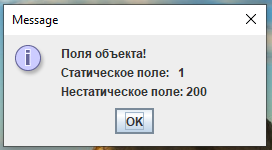 Message
Поля объекта!
Статическое поле: 1
Нестатическое поле: 200
OK